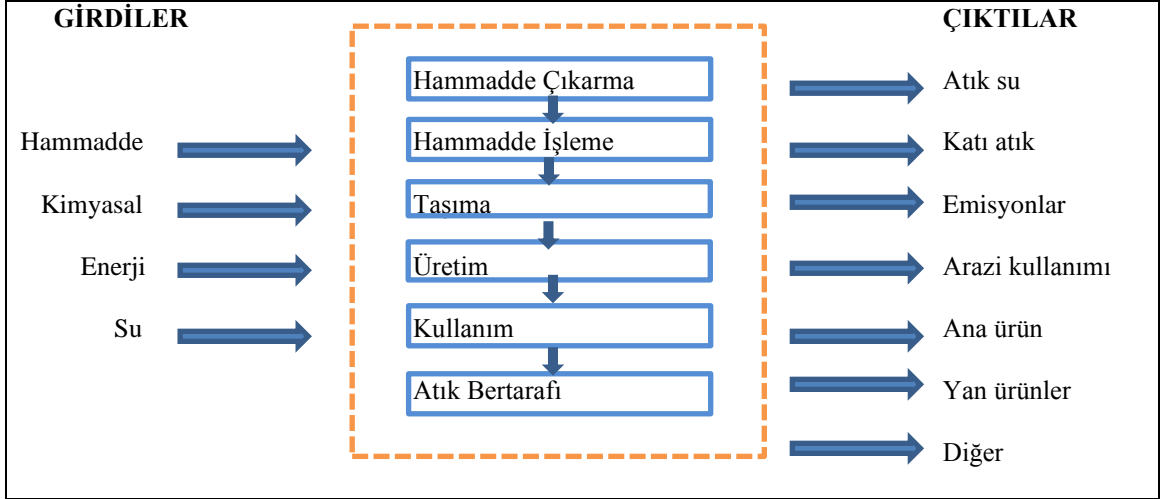 GİRDİLER
ÇIKTILAR
Hammadde
Kimyasal
Enerji
Su
Hammadde Çıkarma
Hammadde İşleme
Taşıma
Üretim
Kullanım
Atık Bertarafı
Atık su
Katı atık
Emisyonlar
Arazi kullanımı
Ana ürün
Yan ürünler
Diğer